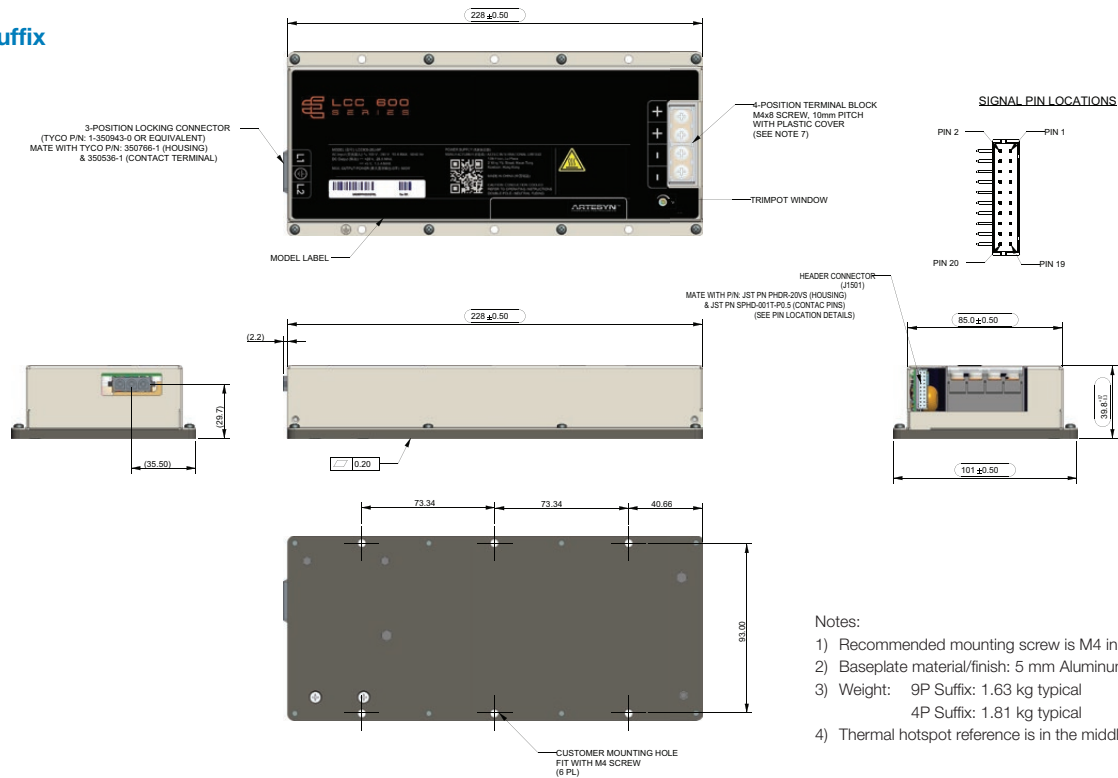 uffix
228 ±0.50
3-POSITION LOCKING CONNECTOR
(TYCO P/N: 1-350943-0 OR EQUIVALENT)
MATE WITH TYCO P/N: 350766-1 (HOUSING)
& 350536-1 (CONTACT TERMINAL)
LCC 600
SERIES
L1
L2
ARTESYN
+
+
-
-
4-POSITION TERMINAL BLOCK
M4x8 SCREW, 10mm PITCH
WITH PLASTIC COVER
(SEE NOTE 7)
TRIMPOT WINDOW
MODEL LABEL
SIGNAL PIN LOCATIONS
PIN 2
PIN 1
PIN 20
PIN 19
HEADER CONNECTOR
(J1501)
MATE WITH P/N: JST PN PHDR-20VS (HOUSING)
& JST PN SPHD-001T-P0.5 (CONTAC PINS)
(SEE PIN LOCATION DETAILS)
(29.7)
(35.50)
228 ±0.50
(2.2)
0.20
85.0 ±0.50
39.8
101 ±0.50
73.34
73.34
40.66
93.00
CUSTOMER MOUNTING HOLE
FIT WITH M4 SCREW
(6 PL)
Notes:
1) Recommended mounting screw is M4 in
2) Baseplate material/finish: 5 mm Aluminu
3) Weight: 9P Suffix: 1.63 kg typical
4P Suffix: 1.81 kg typical
4) Thermal hotspot reference is in the middl